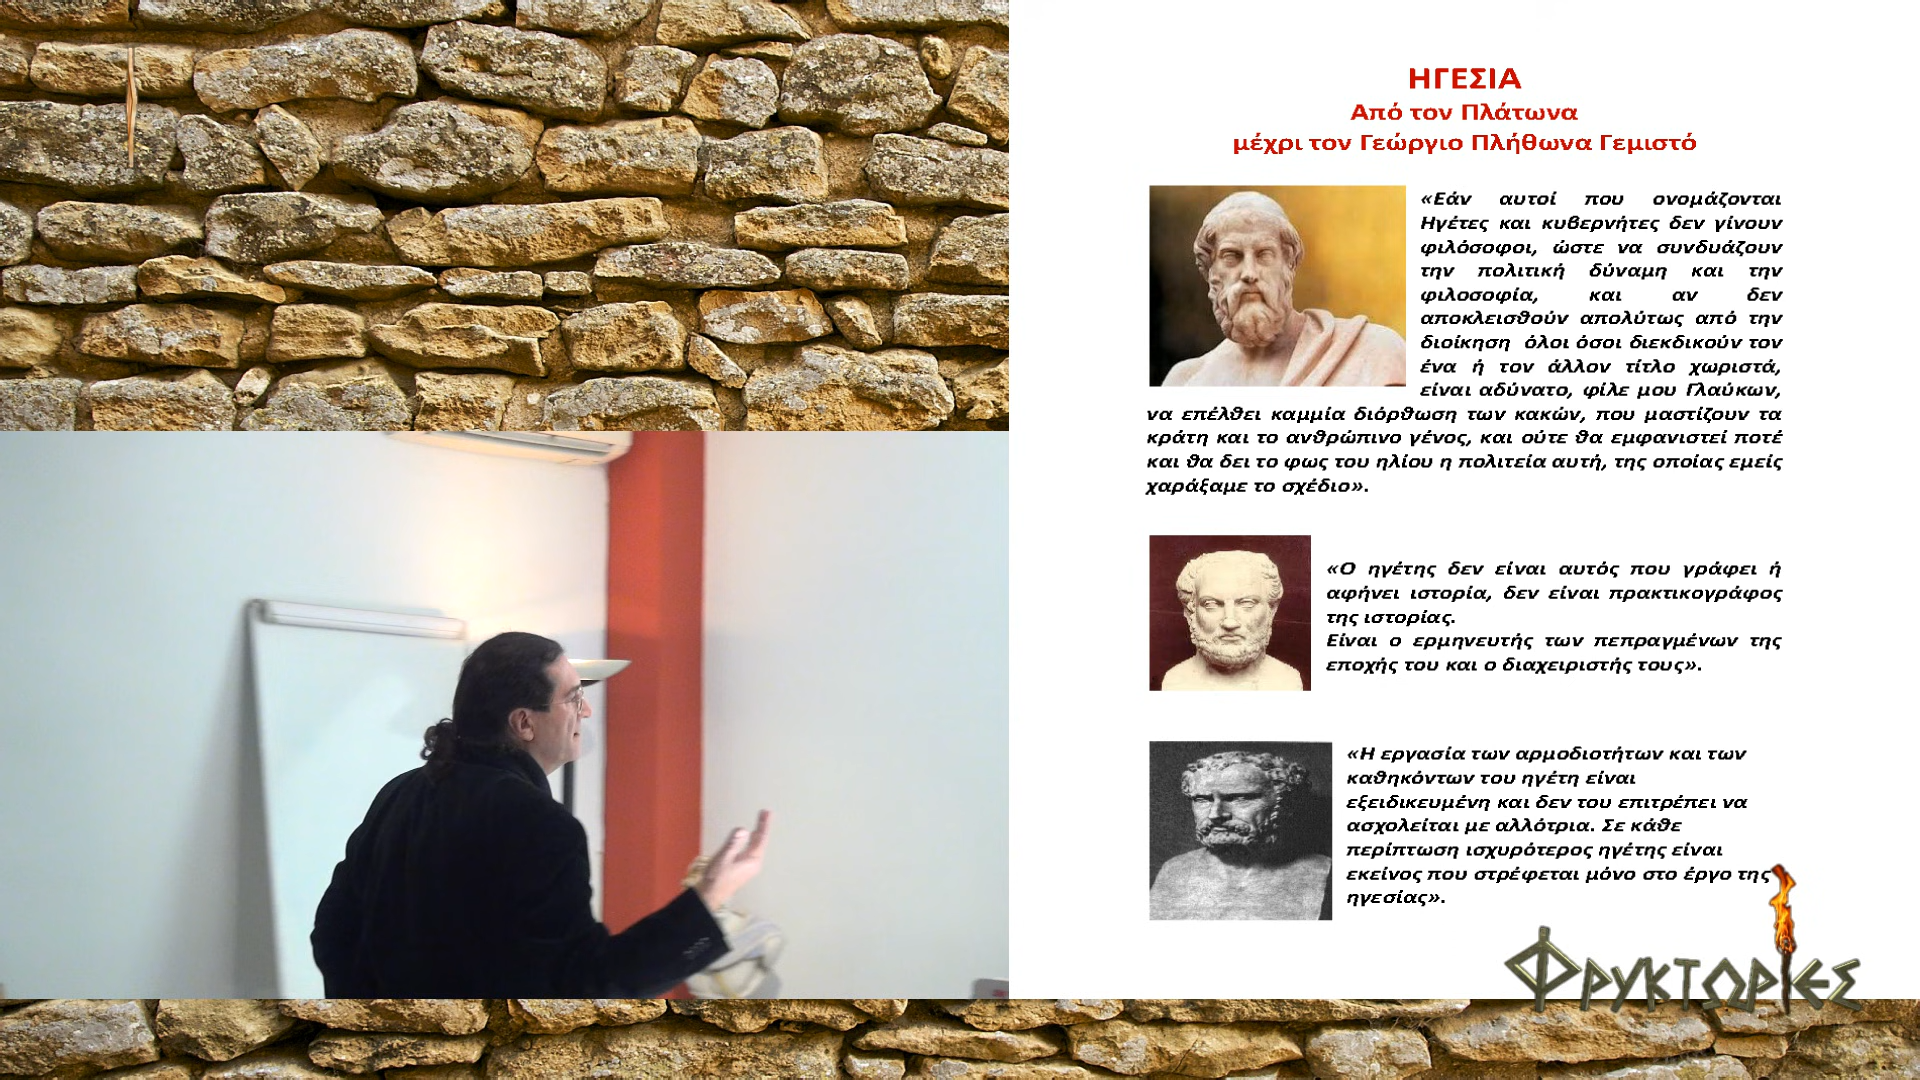 ΗΓΕΣΙΑ
Από τον Πλάτωνα
μέχρι τον Γεώργιο Πλήθωνα Γεμιστό
«Εάν αυτοί που ονομάζονται
Ηγέτες και κυβερνήτες δεν γίνουν
φιλόσοφοι, ώστε να συνδυάζουν
την πολιτική δύναμη και την
φιλοσοφία, και αν δεν
αποκλεισθούν απολύτως από την
διοίκηση όλοι όσοι διεκδικούν τον
ένα ή τον άλλον τίτλο χωριστά,
είναι αδύνατο, φίλε μου Γλαύκων,
να επέλθει καμμία διόρθωση των κακών, που μαστίζουν τα
κράτη και το ανθρώπινο γένος, και ούτε θα εμφανιστεί ποτέ
και θα δει το φως του ηλίου η πολιτεία αυτή, της οποίας εμείς
χαράξαμε το σχέδιο».
«Ο ηγέτης δεν είναι αυτός που γράφει ή
αφήνει ιστορία, δεν είναι πρακτικογράφος
της ιστορίας.
Είναι ο ερμηνευτής των πεπραγμένων της
εποχής του και ο διαχειριστής τους».
«Η εργασία των αρμοδιοτήτων και των
καθηκόντων του ηγέτη είναι
εξειδικευμένη και δεν του επιτρέπει να
ασχολείται με αλλότρια. Σε κάθε
περίπτωση ισχυρότερος ηγέτης είναι
εκείνος που στρέφεται μόνο στο έργο της
ηγεσίας».
ΦΡΥΚΤΩΡΙΕΣ